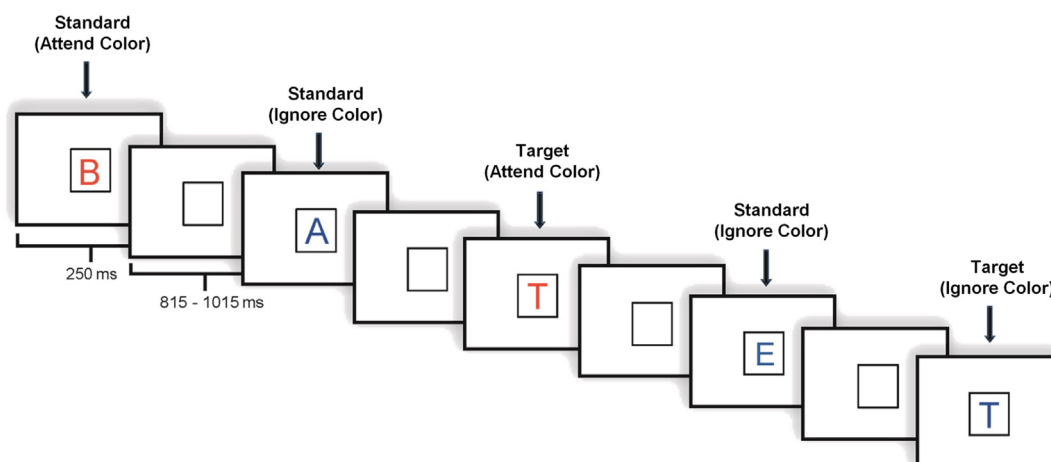 Standard
(Attend Color)
B
250 ms
815 - 1015 ms
Standard
(Ignore Color)
A
Target
(Attend Color)
T
Standard
(Ignore Color)
E
Target
(Ignore Color)
T